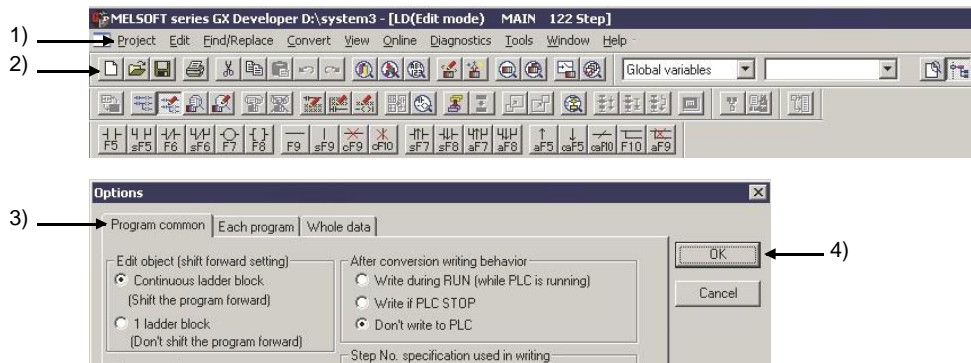 MELSOFT series GX Developer D:\system3 - [LD(Edit mode) MAIN 122 Step]
1)
Project Edit Find/Replace Convert View Online Diagnostics Tools Window Help
2)
Global variables
F5 sF5 F6 sF6 F7 F8 F9 sF9 cF9 cF10 sF7 sF8 aF7 aF8 aF5 caF5 caF10 F10 aF9
Options
3)
Program common Each program Whole data
4)
Edit object (shift forward setting)
Continuous ladder block
(Shift the program forward)
1 ladder block
(Don't shift the program forward)
After conversion writing behavior
Write during RUN (while PLC is running)
Write if PLC STOP
Don't write to PLC
Step No. specification used in writing
OK
Cancel